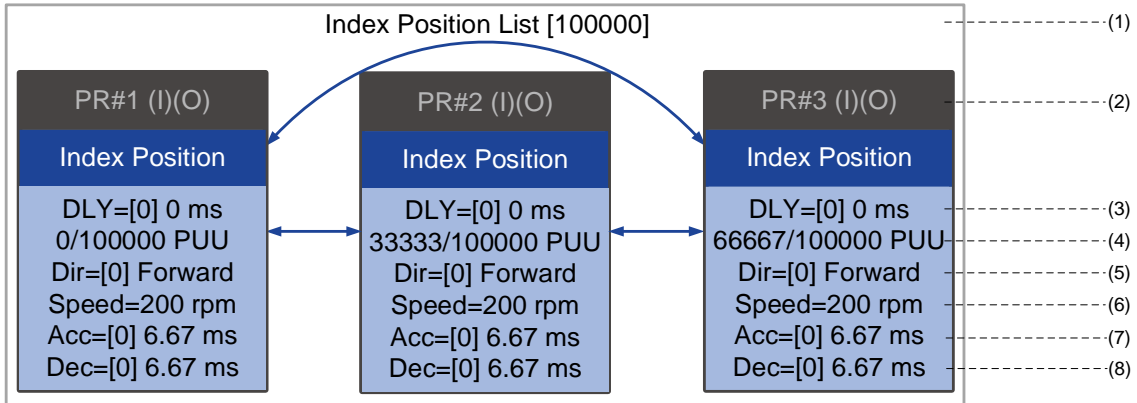 Index Position List [100000]
(1)
PR#1 (I)(O)
PR#2 (I)(O)
PR#3 (I)(O)
(2)
Index Position
Index Position
Index Position
DLY=[0] 0 ms
DLY=[0] 0 ms
DLY=[0] 0 ms
(3)
0/100000 PUU
33333/100000 PUU
66667/100000 PUU
(4)
Dir=[0] Forward
Dir=[0] Forward
Dir=[0] Forward
(5)
Speed=200 rpm
Speed=200 rpm
Speed=200 rpm
(6)
Acc=[0] 6.67 ms
Acc=[0] 6.67 ms
Acc=[0] 6.67 ms
(7)
Dec=[0] 6.67 ms
Dec=[0] 6.67 ms
Dec=[0] 6.67 ms
(8)